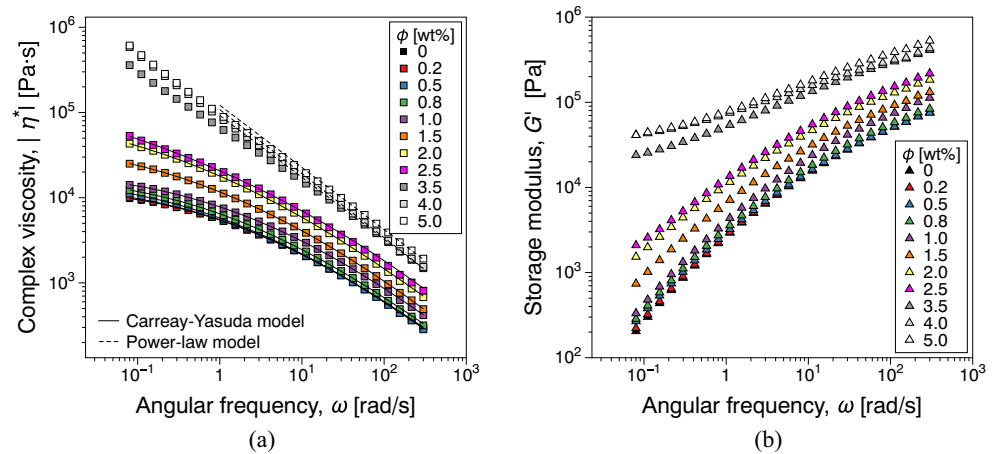 10^6
10^5
10^4
10^3
Complex viscosity, | η* | [Pa·s]
ϕ [wt%]
0
0.2
0.5
0.8
1.0
1.5
2.0
2.5
3.5
4.0
5.0
Carreay-Yasuda model
Power-law model
10^−1 1 10^1 10^2 10^3
Angular frequency, ω [rad/s]
(a)
10^6
10^5
10^4
10^3
10^2
Storage modulus, G' [Pa]
ϕ [wt%]
0
0.2
0.5
0.8
1.0
1.5
2.0
2.5
3.5
4.0
5.0
10^−1 1 10^1 10^2 10^3
Angular frequency, ω [rad/s]
(b)